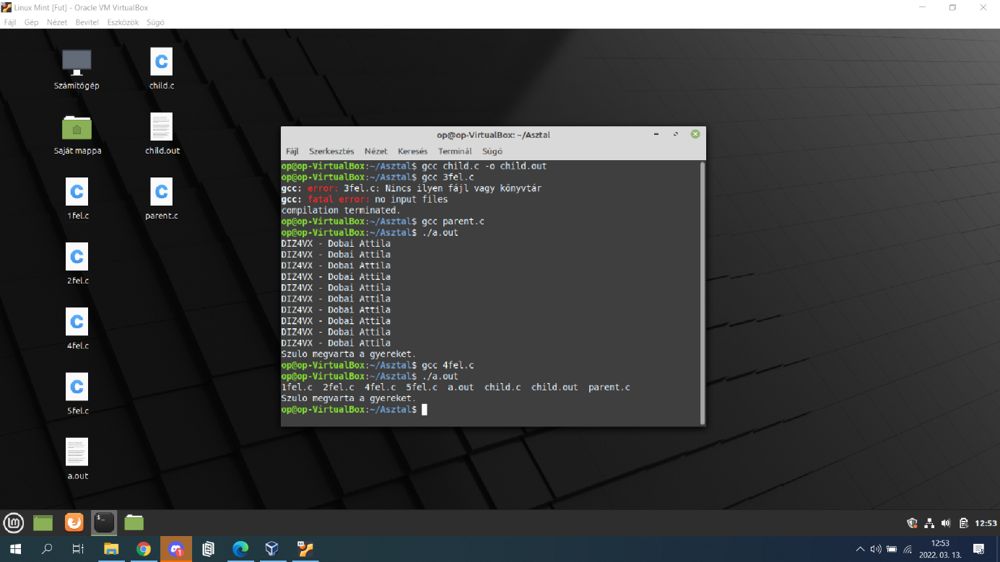 Linux Mint [Fut] - Oracle VM VirtualBox
Fájl Gép Nézet Bevitel Eszközök Súgó
Számítógép
child.c
Saját mappa
child.out
1fel.c
parent.c
2fel.c
4fel.c
5fel.c
a.out
op@op-VirtualBox: ~/Asztal
Fájl Szerkesztés Nézet Keresés Terminál Súgó
op@op-VirtualBox:~/Asztal$ gcc child.c -o child.out
op@op-VirtualBox:~/Asztal$ gcc 3fel.c
gcc: error: 3fel.c: Nincs ilyen fájl vagy könyvtár
gcc: fatal error: no input files
compilation terminated.
op@op-VirtualBox:~/Asztal$ gcc parent.c
op@op-VirtualBox:~/Asztal$ ./a.out
DIZ4VX - Dobai Attila
DIZ4VX - Dobai Attila
DIZ4VX - Dobai Attila
DIZ4VX - Dobai Attila
DIZ4VX - Dobai Attila
DIZ4VX - Dobai Attila
DIZ4VX - Dobai Attila
DIZ4VX - Dobai Attila
DIZ4VX - Dobai Attila
DIZ4VX - Dobai Attila
Szulo megvarta a gyereket.
op@op-VirtualBox:~/Asztal$ gcc 4fel.c
op@op-VirtualBox:~/Asztal$ ./a.out
1fel.c 2fel.c 4fel.c 5fel.c a.out child.c child.out parent.c
Szulo megvarta a gyereket.
op@op-VirtualBox:~/Asztal$
12:53
12:53
2022. 03. 13.